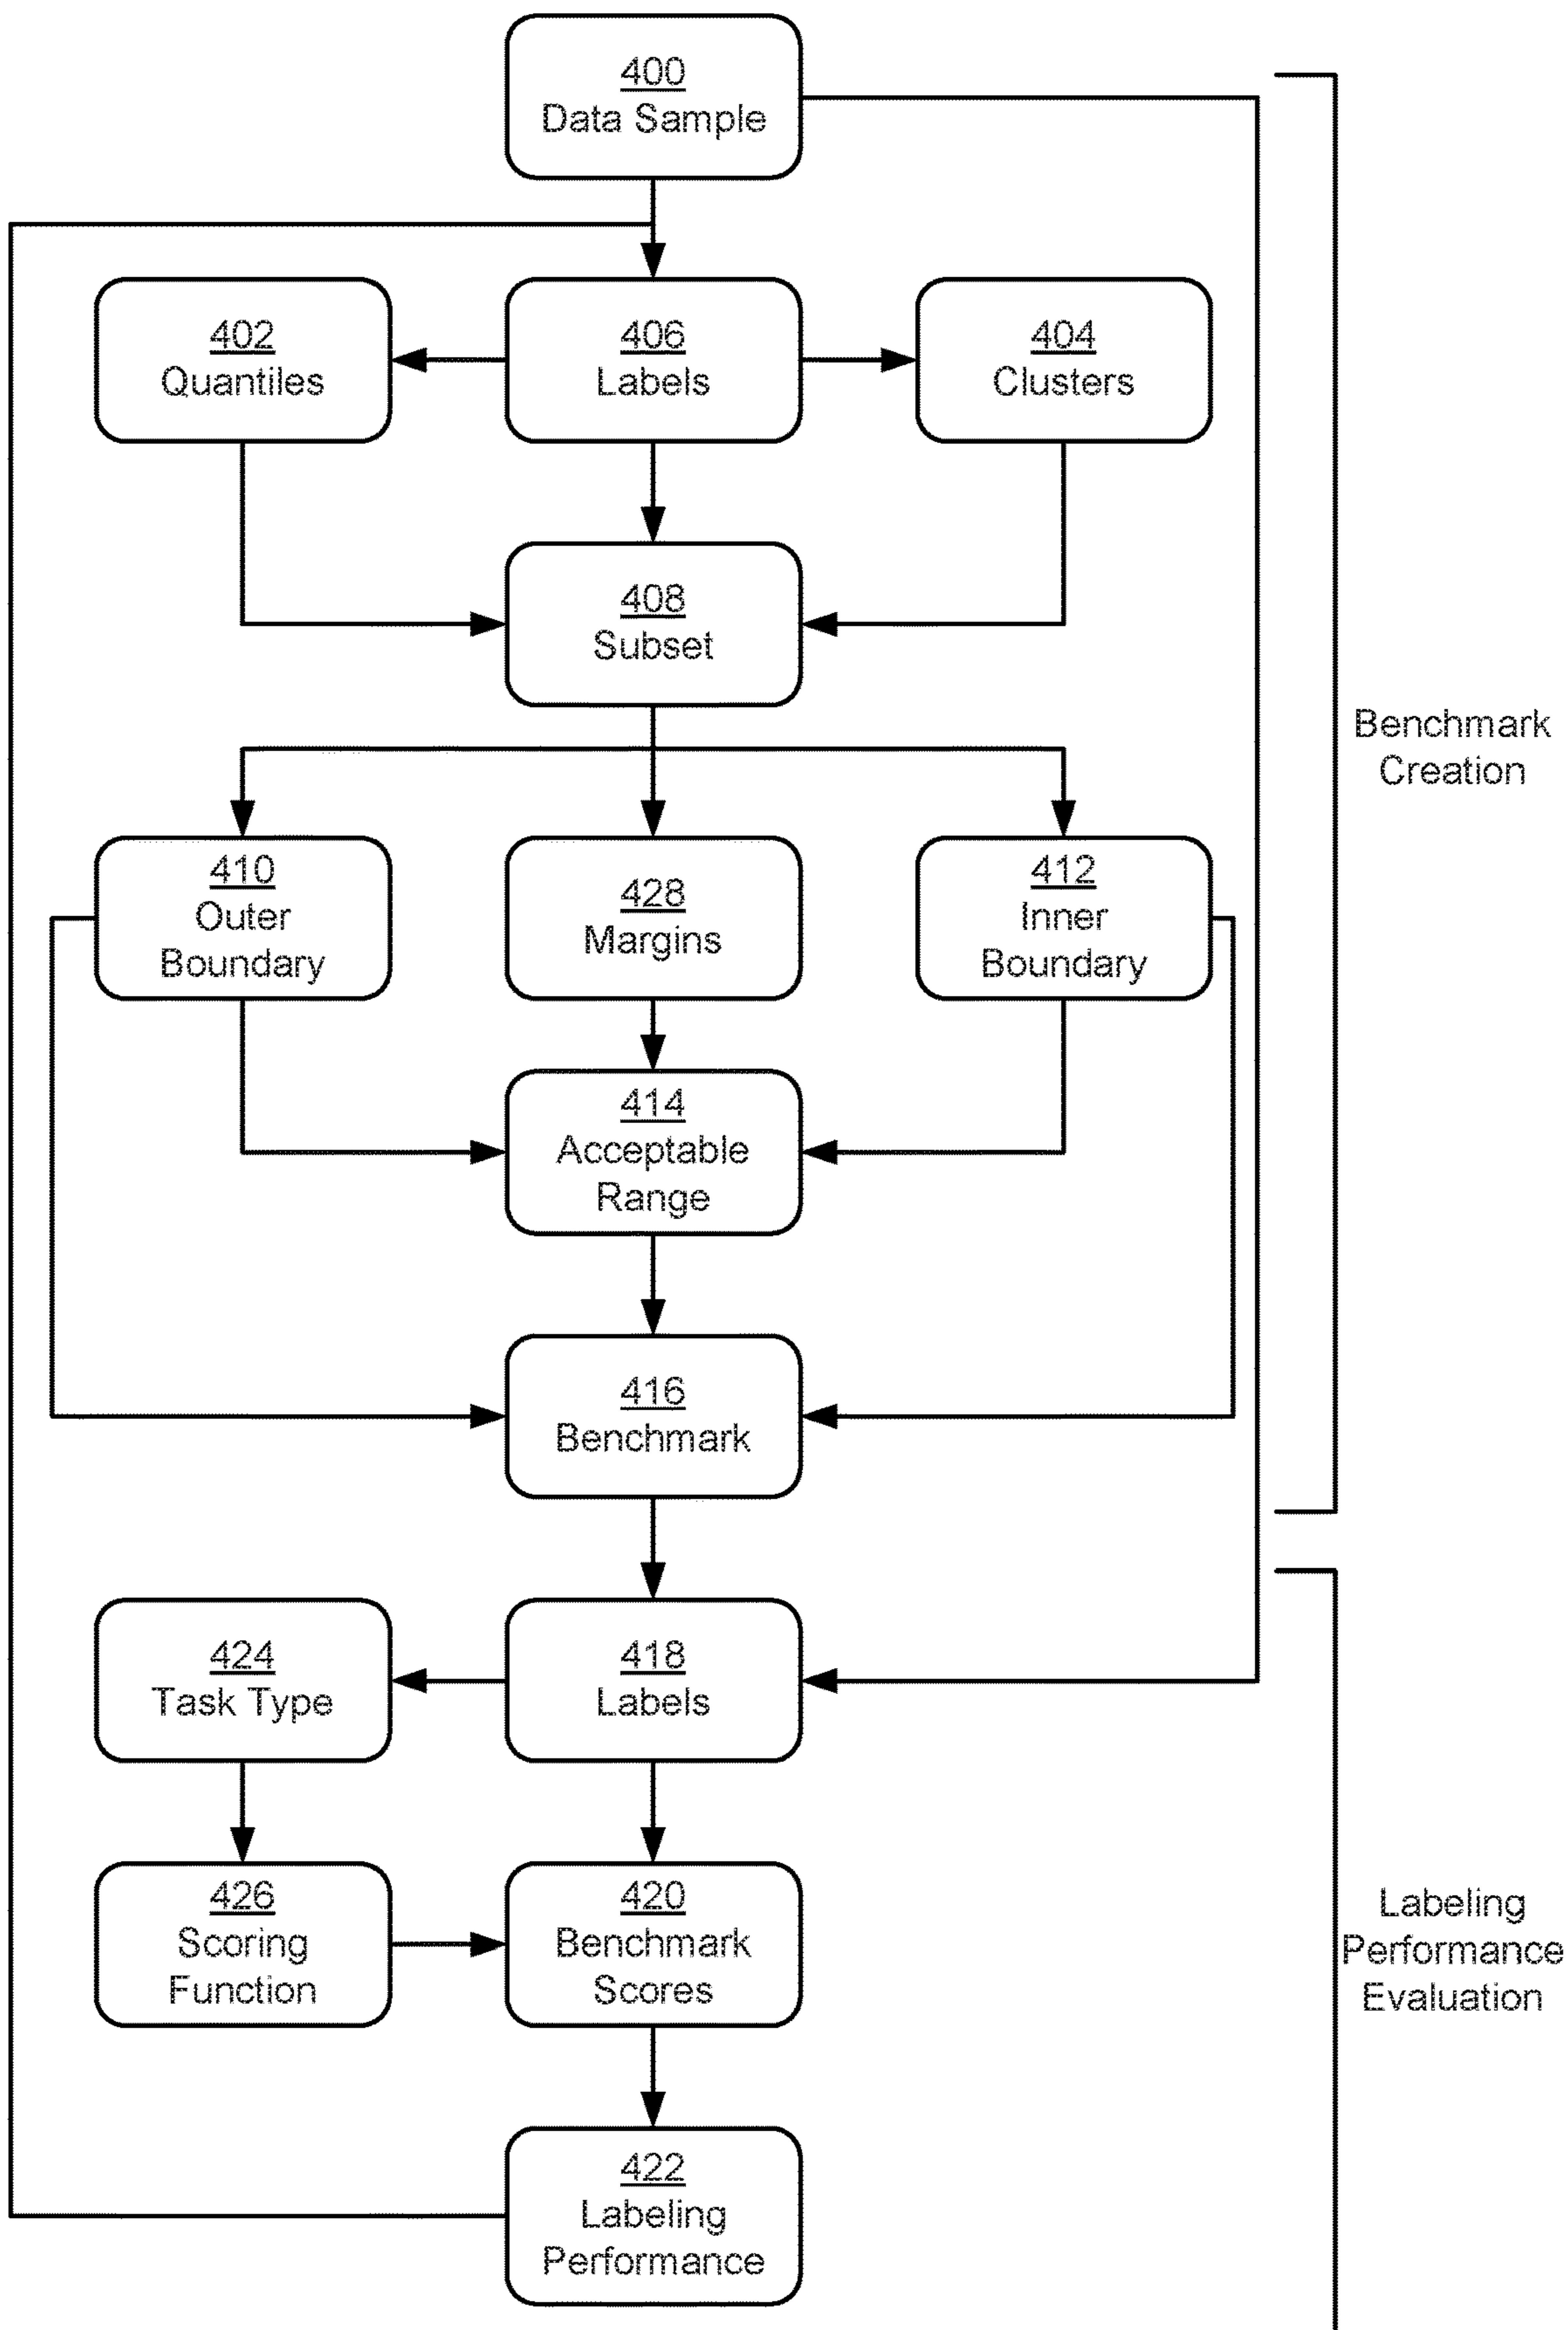 400
Data Sample
402
Quantiles
406
Labels
404
Clusters
408
Subset
Benchmark
Creation
410
Outer
Boundary
428
Margins
412
Inner
Boundary
414
Acceptable
Range
416
Benchmark
424
Task Type
418
Labels
426
Scoring
Function
420
Benchmark
Scores
Labeling
Performance
Evaluation
422
Labeling
Performance